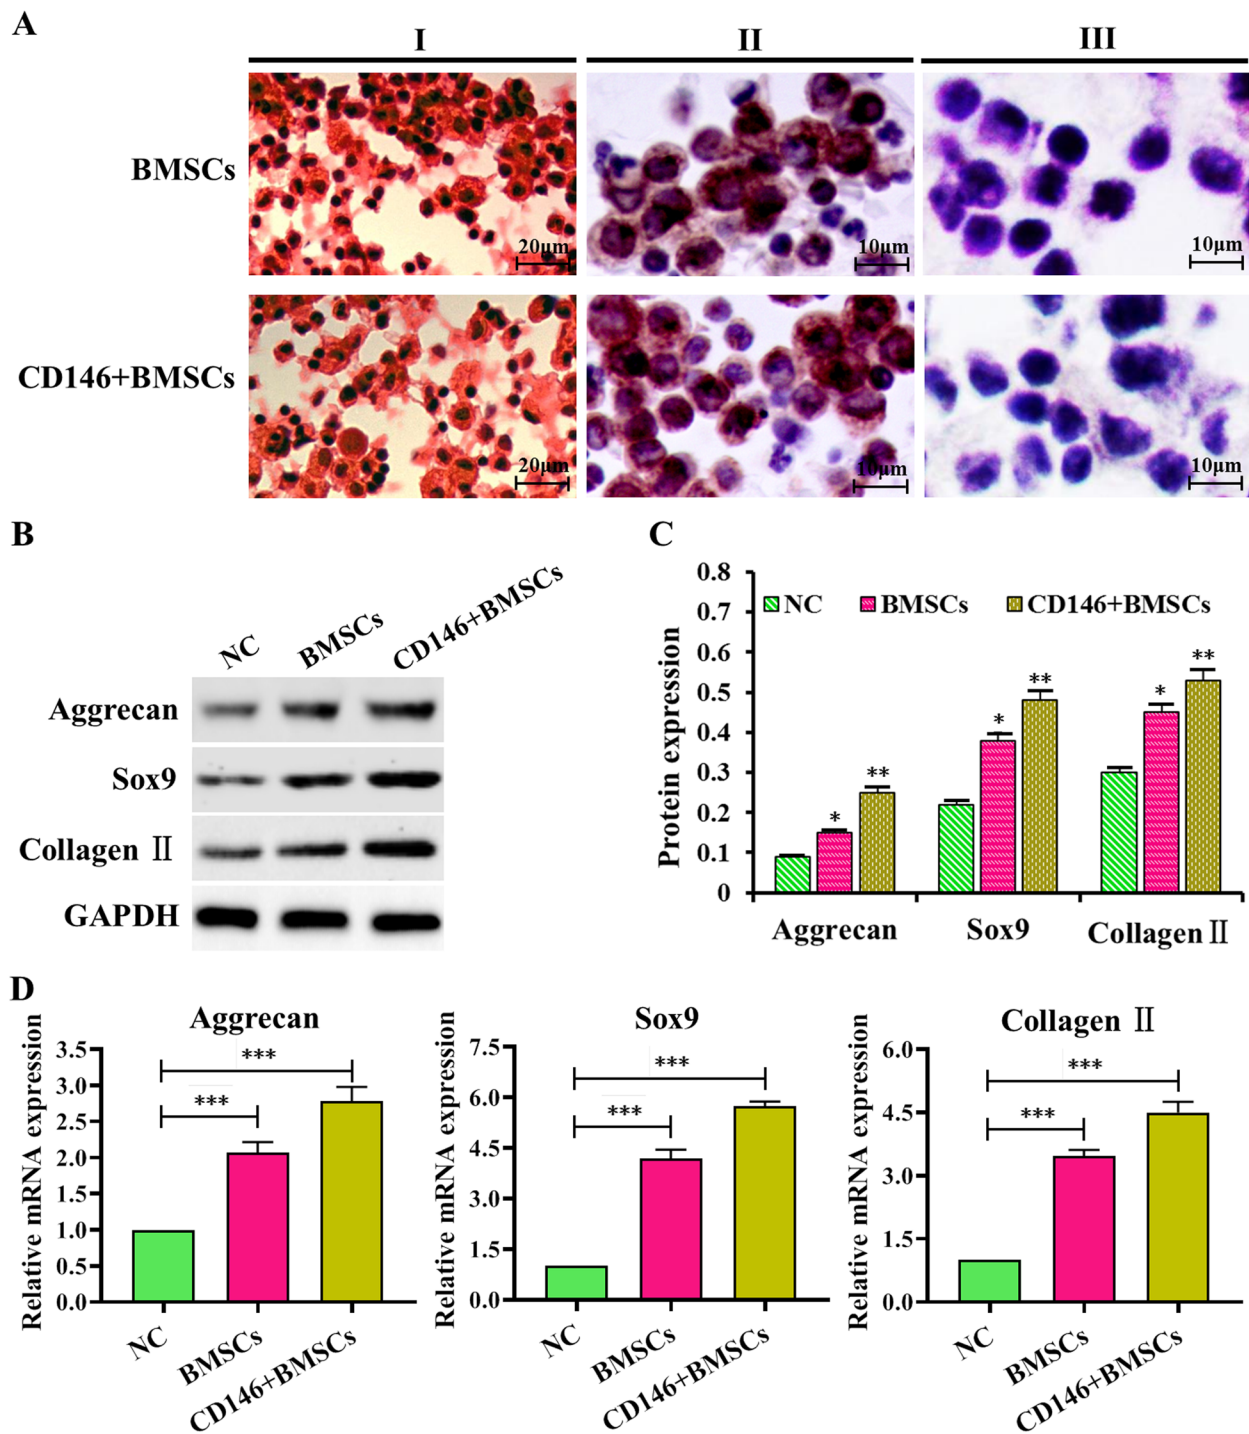 A
I II III
BMSCs
20μm 10μm 10μm
CD146+BMSCs
20μm 10μm 10μm
B
NC BMSCs CD146+BMSCs
Aggrecan
Sox9
Collagen Ⅱ
GAPDH
C
Protein expression
0.8
0.7
0.6
0.5
0.4
0.3
0.2
0.1
0
NC BMSCs CD146+BMSCs
* ** * ** * **
Aggrecan Sox9 Collagen Ⅱ
D
Aggrecan
Relative mRNA expression
3.5
3.0
2.5
2.0
1.5
1.0
0.5
0.0
***
***
NC BMSCs CD146+BMSCs
Sox9
Relative mRNA expression
7.5
6.0
4.5
3.0
1.5
0.0
***
***
NC BMSCs CD146+BMSCs
Collagen Ⅱ
Relative mRNA expression
6.0
4.5
3.0
1.5
0.0
***
***
NC BMSCs CD146+BMSCs